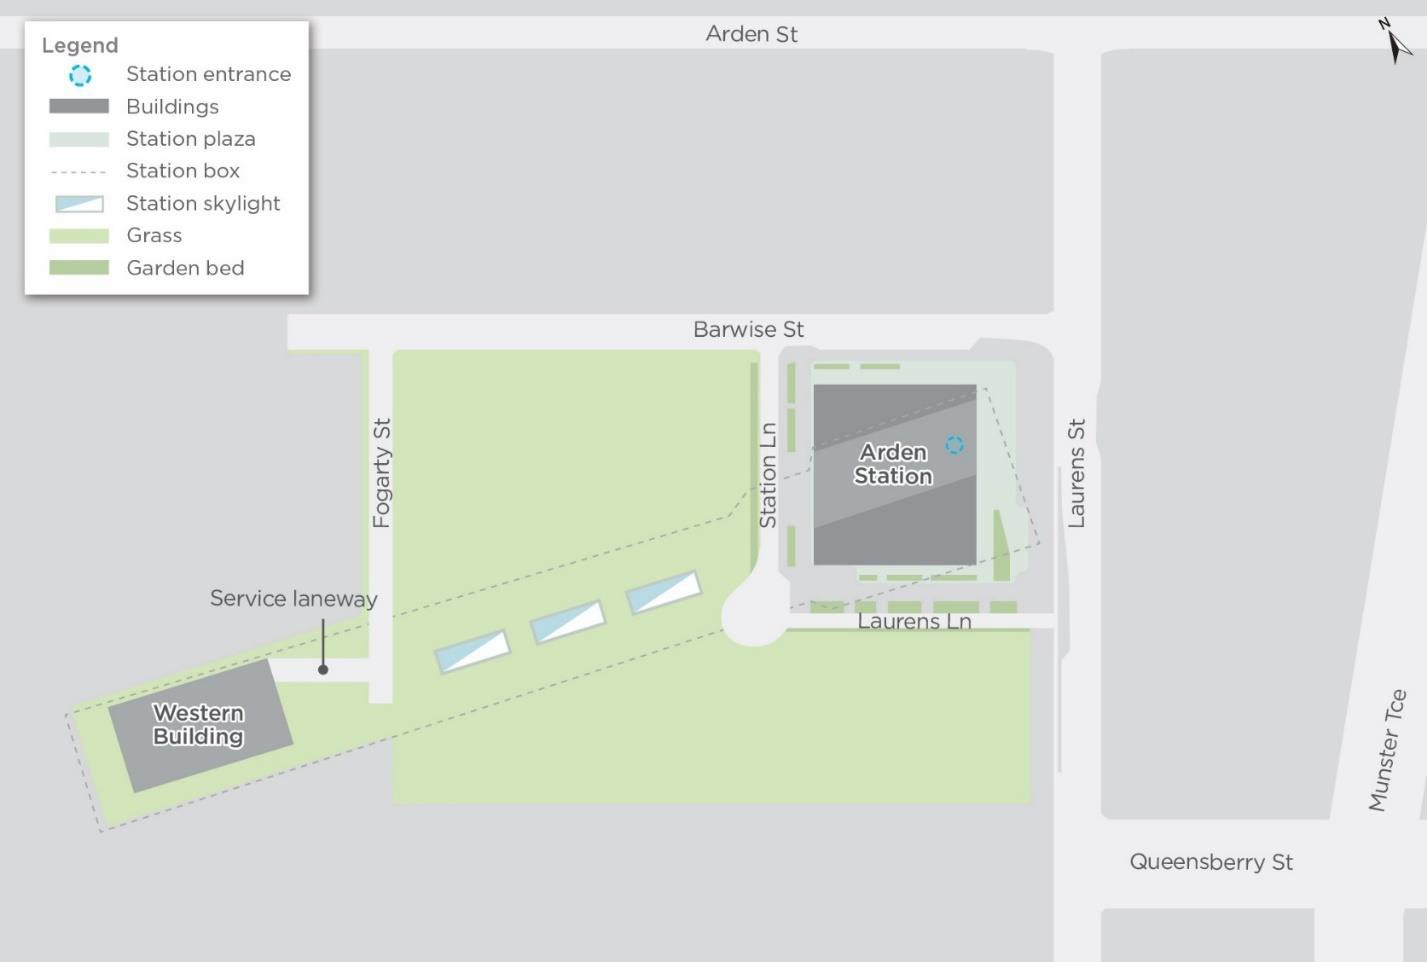 Arden St
N
Legend
Station entrance
Buildings
Station plaza
Station box
Station skylight
Grass
Garden bed
Barwise St
Fogarty St
Station Ln
Arden
Station
Laurens St
Service laneway
Laurens Ln
Western
Building
Munster Tce
Queensberry St